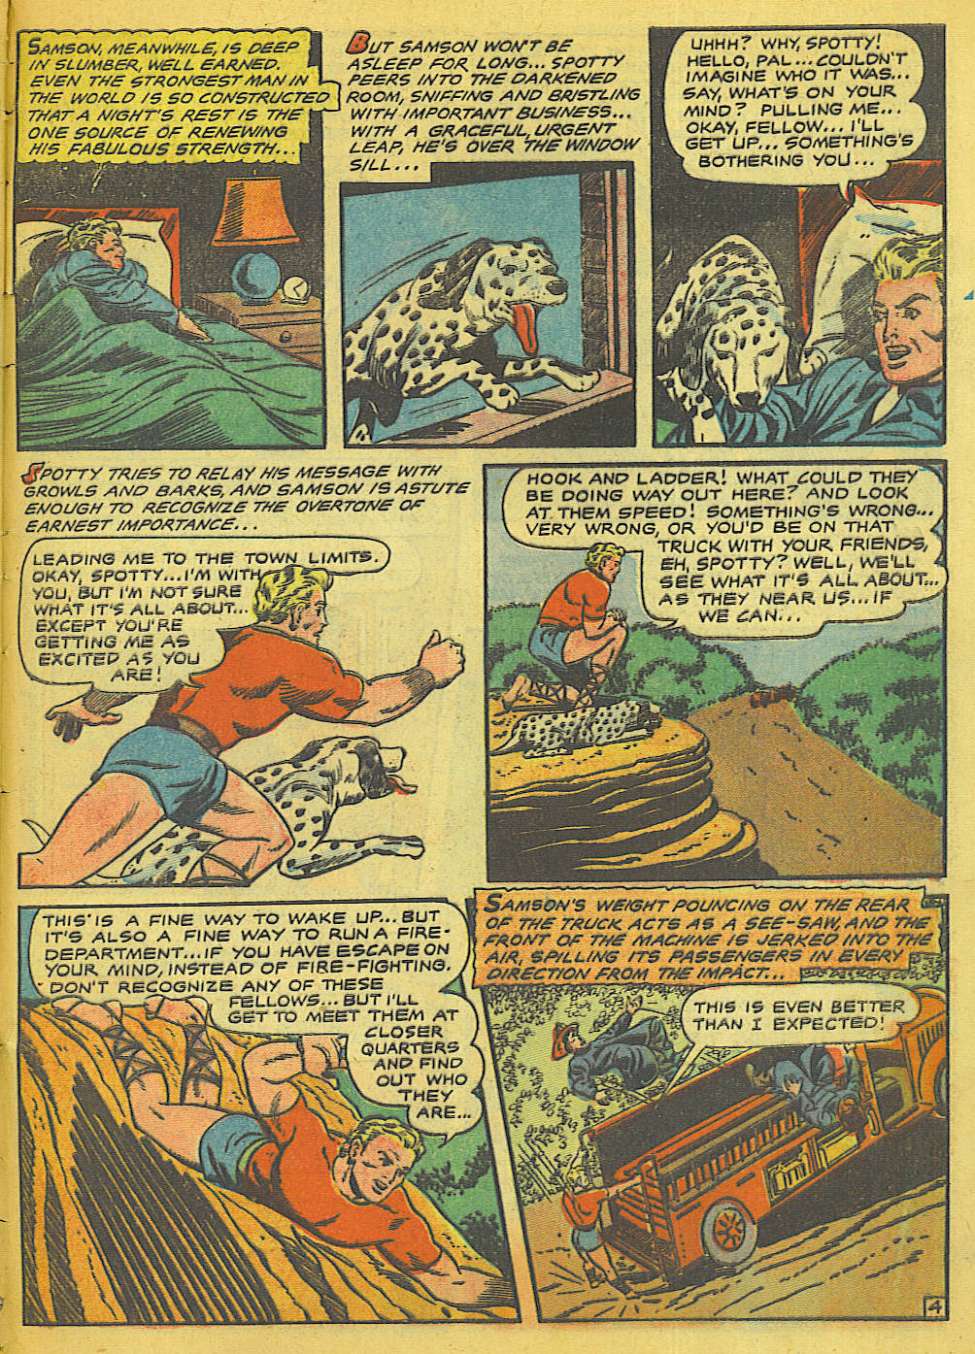 SAMSON, MEANWHILE, IS DEEP
IN SLUMBER, WELL EARNED.
EVEN THE STRONGEST MAN IN
THE WORLD IS SO CONSTRUCTED
THAT A NIGHT'S REST IS THE
ONE SOURCE OF RENEWING
HIS FABULOUS STRENGTH...
BUT SAMSON WON'T BE
ASLEEP FOR LONG... SPOTTY
PEERS INTO THE DARKENED
ROOM, SNIFFING AND BRISTLING
WITH IMPORTANT BUSINESS...
WITH A GRACEFUL, URGENT
LEAP, HE'S OVER THE WINDOW
SILL...
UHHH? WHY, SPOTTY!
HELLO, PAL...COULDN'T
IMAGINE WHO IT WAS...
SAY, WHAT'S ON YOUR
MIND? PULLING ME...
OKAY, FELLOW... I'LL
GET UP... SOMETHING'S
BOTHERING YOU...
SPOTTY TRIES TO RELAY HIS MESSAGE WITH
GROWLS AND BARKS, AND SAMSON IS ASTUTE
ENOUGH TO RECOGNIZE THE OVERTONE OF
EARNEST IMPORTANCE...
LEADING ME TO THE TOWN LIMITS.
OKAY, SPOTTY...I'M WITH
YOU, BUT I'M NOT SURE
WHAT IT'S ALL ABOUT...
EXCEPT YOU'RE
GETTING ME AS
EXCITED AS YOU
ARE!
HOOK AND LADDER! WHAT COULD THEY
BE DOING WAY OUT HERE? AND LOOK
AT THEM SPEED! SOMETHING'S WRONG...
VERY WRONG, OR YOU'D BE ON THAT
TRUCK WITH YOUR FRIENDS,
EH, SPOTTY? WELL, WE'LL
SEE WHAT IT'S ALL ABOUT...
AS THEY NEAR US...IF
WE CAN...
THIS IS A FINE WAY TO WAKE UP...BUT
IT'S ALSO A FINE WAY TO RUN A FIRE-
DEPARTMENT...IF YOU HAVE ESCAPE ON
YOUR MIND, INSTEAD OF FIRE-FIGHTING.
DON'T RECOGNIZE ANY OF THESE
FELLOWS...BUT I'LL
GET TO MEET THEM AT
CLOSER
QUARTERS
AND FIND
OUT WHO
THEY
ARE...
SAMSON'S WEIGHT POUNCING ON THE REAR
OF THE TRUCK ACTS AS A SEE-SAW, AND THE
FRONT OF THE MACHINE IS JERKED INTO THE
AIR, SPILLING ITS PASSENGERS IN EVERY
DIRECTION FROM THE IMPACT...
THIS IS EVEN BETTER
THAN I EXPECTED!
4